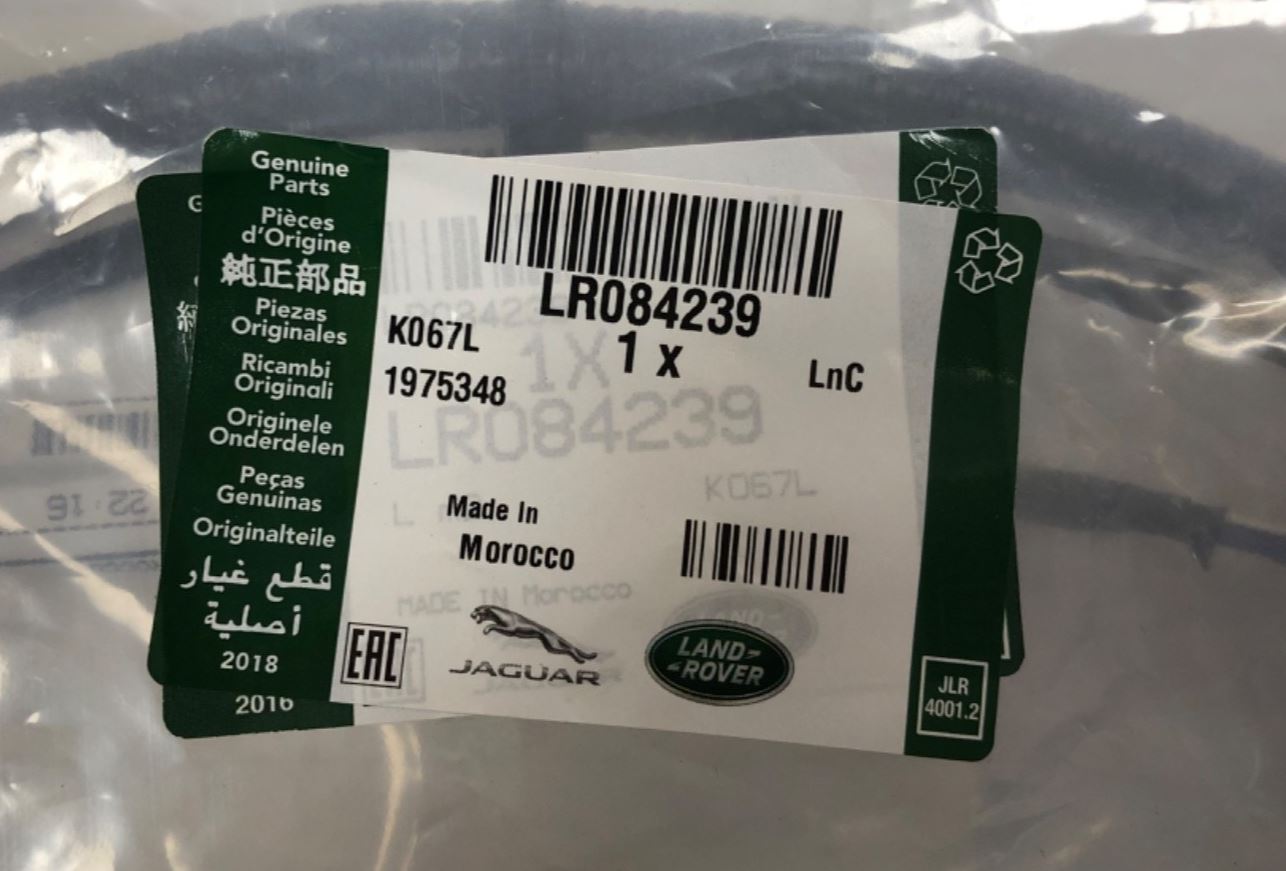 Genuine
Parts
Pièces
d'Origine
純正部品
Piezas
Originales
Ricambi
Originali
Originele
Onderdelen
Peças
Genuinas
Originalteile
قطع غيار
أصلية
2018
2016
LR084239
K067L
1 x
LnC
1975348
1X
LR084239
K067L
Made In
Morocco
MADE IN Morocco
EAC
JAGUAR
LAND-
-ROVER
JLR
4001.2
22:16